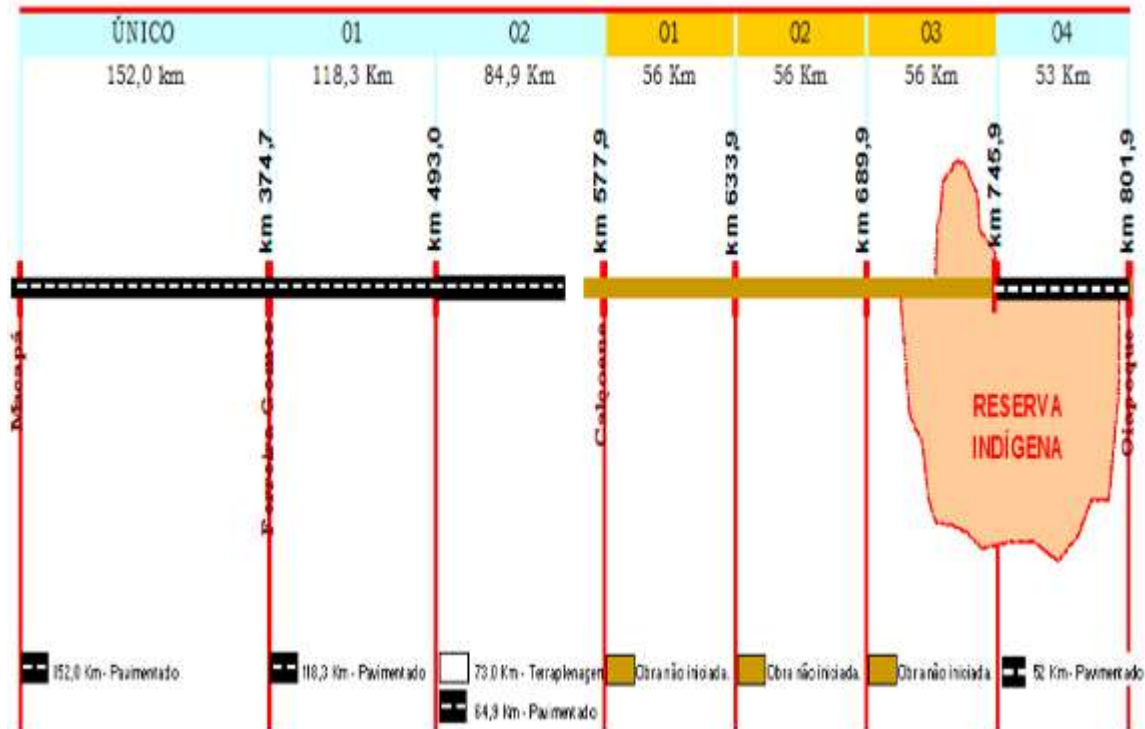 ÚNICO 01 02 01 02 03 04
152,0 km 118,3 Km 84,9 Km 56 Km 56 Km 56 Km 53 Km
km 374,7
km 493,0
km 577,9
km 633,9
km 689,9
km 745,9
km 801,9
Macapá
Ferreira Gomes
Calçoene
Oiapoque
RESERVA
INDÍGENA
152,0 Km - Pavimentado
118,3 Km - Pavimentado
73,0 Km - Terraplenagem
64,9 Km - Pavimentado
Obra não iniciada.
Obra não iniciada.
Obra não iniciada.
52 Km - Pavimentado